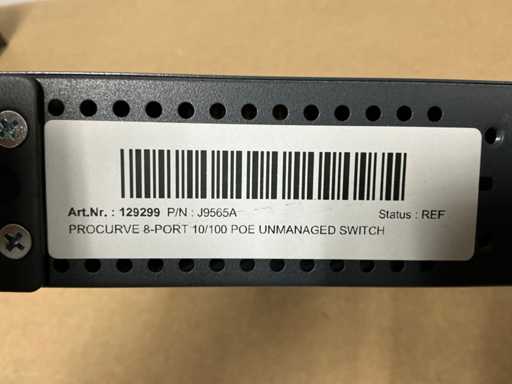 Art.Nr. : 129299 P/N : J9565A Status : REF
PROCURVE 8-PORT 10/100 POE UNMANAGED SWITCH